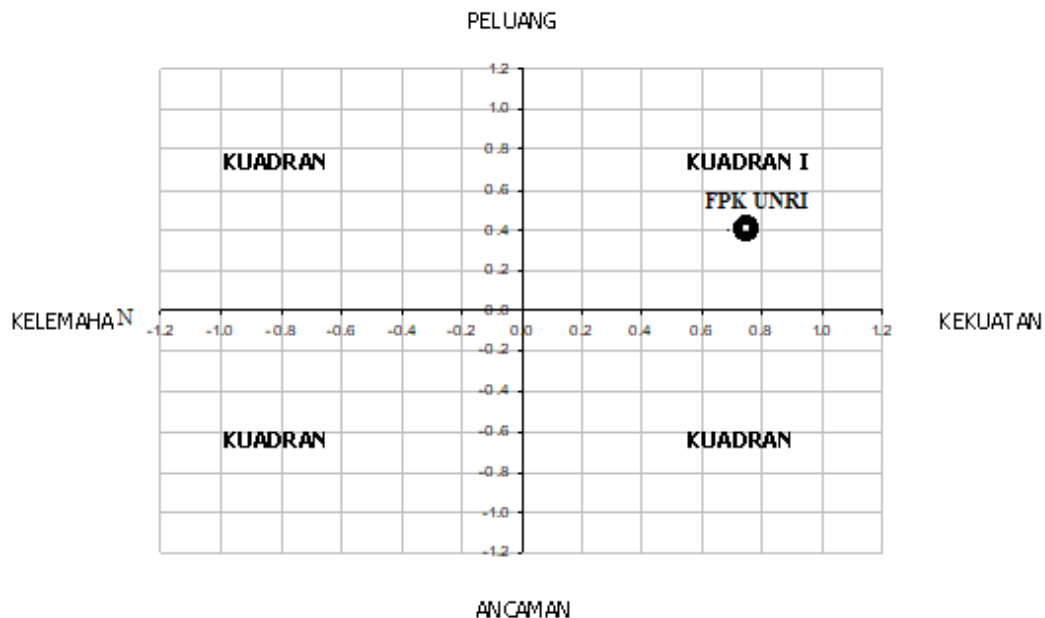 PELUANG
1.2
1.0
0.8
KUADRAN KUADRAN I
0.6
FPK UNRI
0.4
0.2
0.0
KELEMAHAN KEKUATAN
-1.2 -1.0 -0.8 -0.6 -0.4 -0.2 0.0 0.2 0.4 0.6 0.8 1.0 1.2
-0.2
-0.4
KUADRAN -0.6 KUADRAN
-0.8
-1.0
-1.2
ANCAMAN